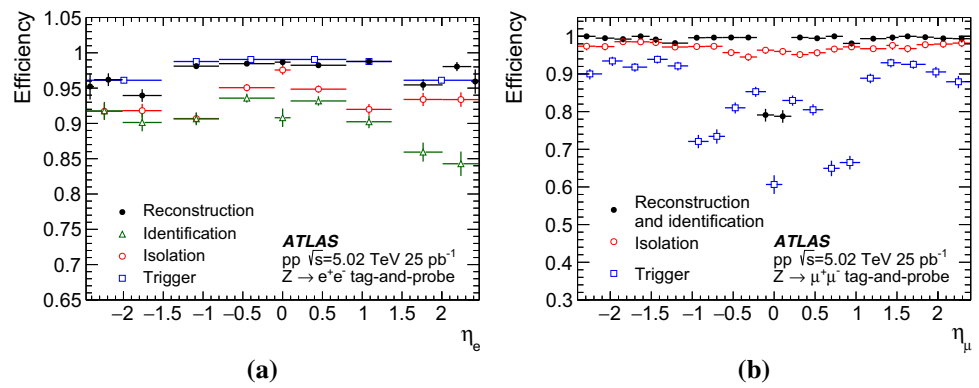 Efficiency
1.05
1
0.95
0.9
0.85
0.8
0.75
0.7
0.65
−2 −1.5 −1 −0.5 0 0.5 1 1.5 2
η_e
Reconstruction
Identification
Isolation
Trigger
ATLAS
pp √s=5.02 TeV 25 pb⁻¹
Z → e⁺e⁻ tag-and-probe
(a)
Efficiency
1.1
1
0.9
0.8
0.7
0.6
0.5
0.4
0.3
−2 −1.5 −1 −0.5 0 0.5 1 1.5 2
η_μ
Reconstruction
and identification
Isolation
Trigger
ATLAS
pp √s=5.02 TeV 25 pb⁻¹
Z → μ⁺μ⁻ tag-and-probe
(b)